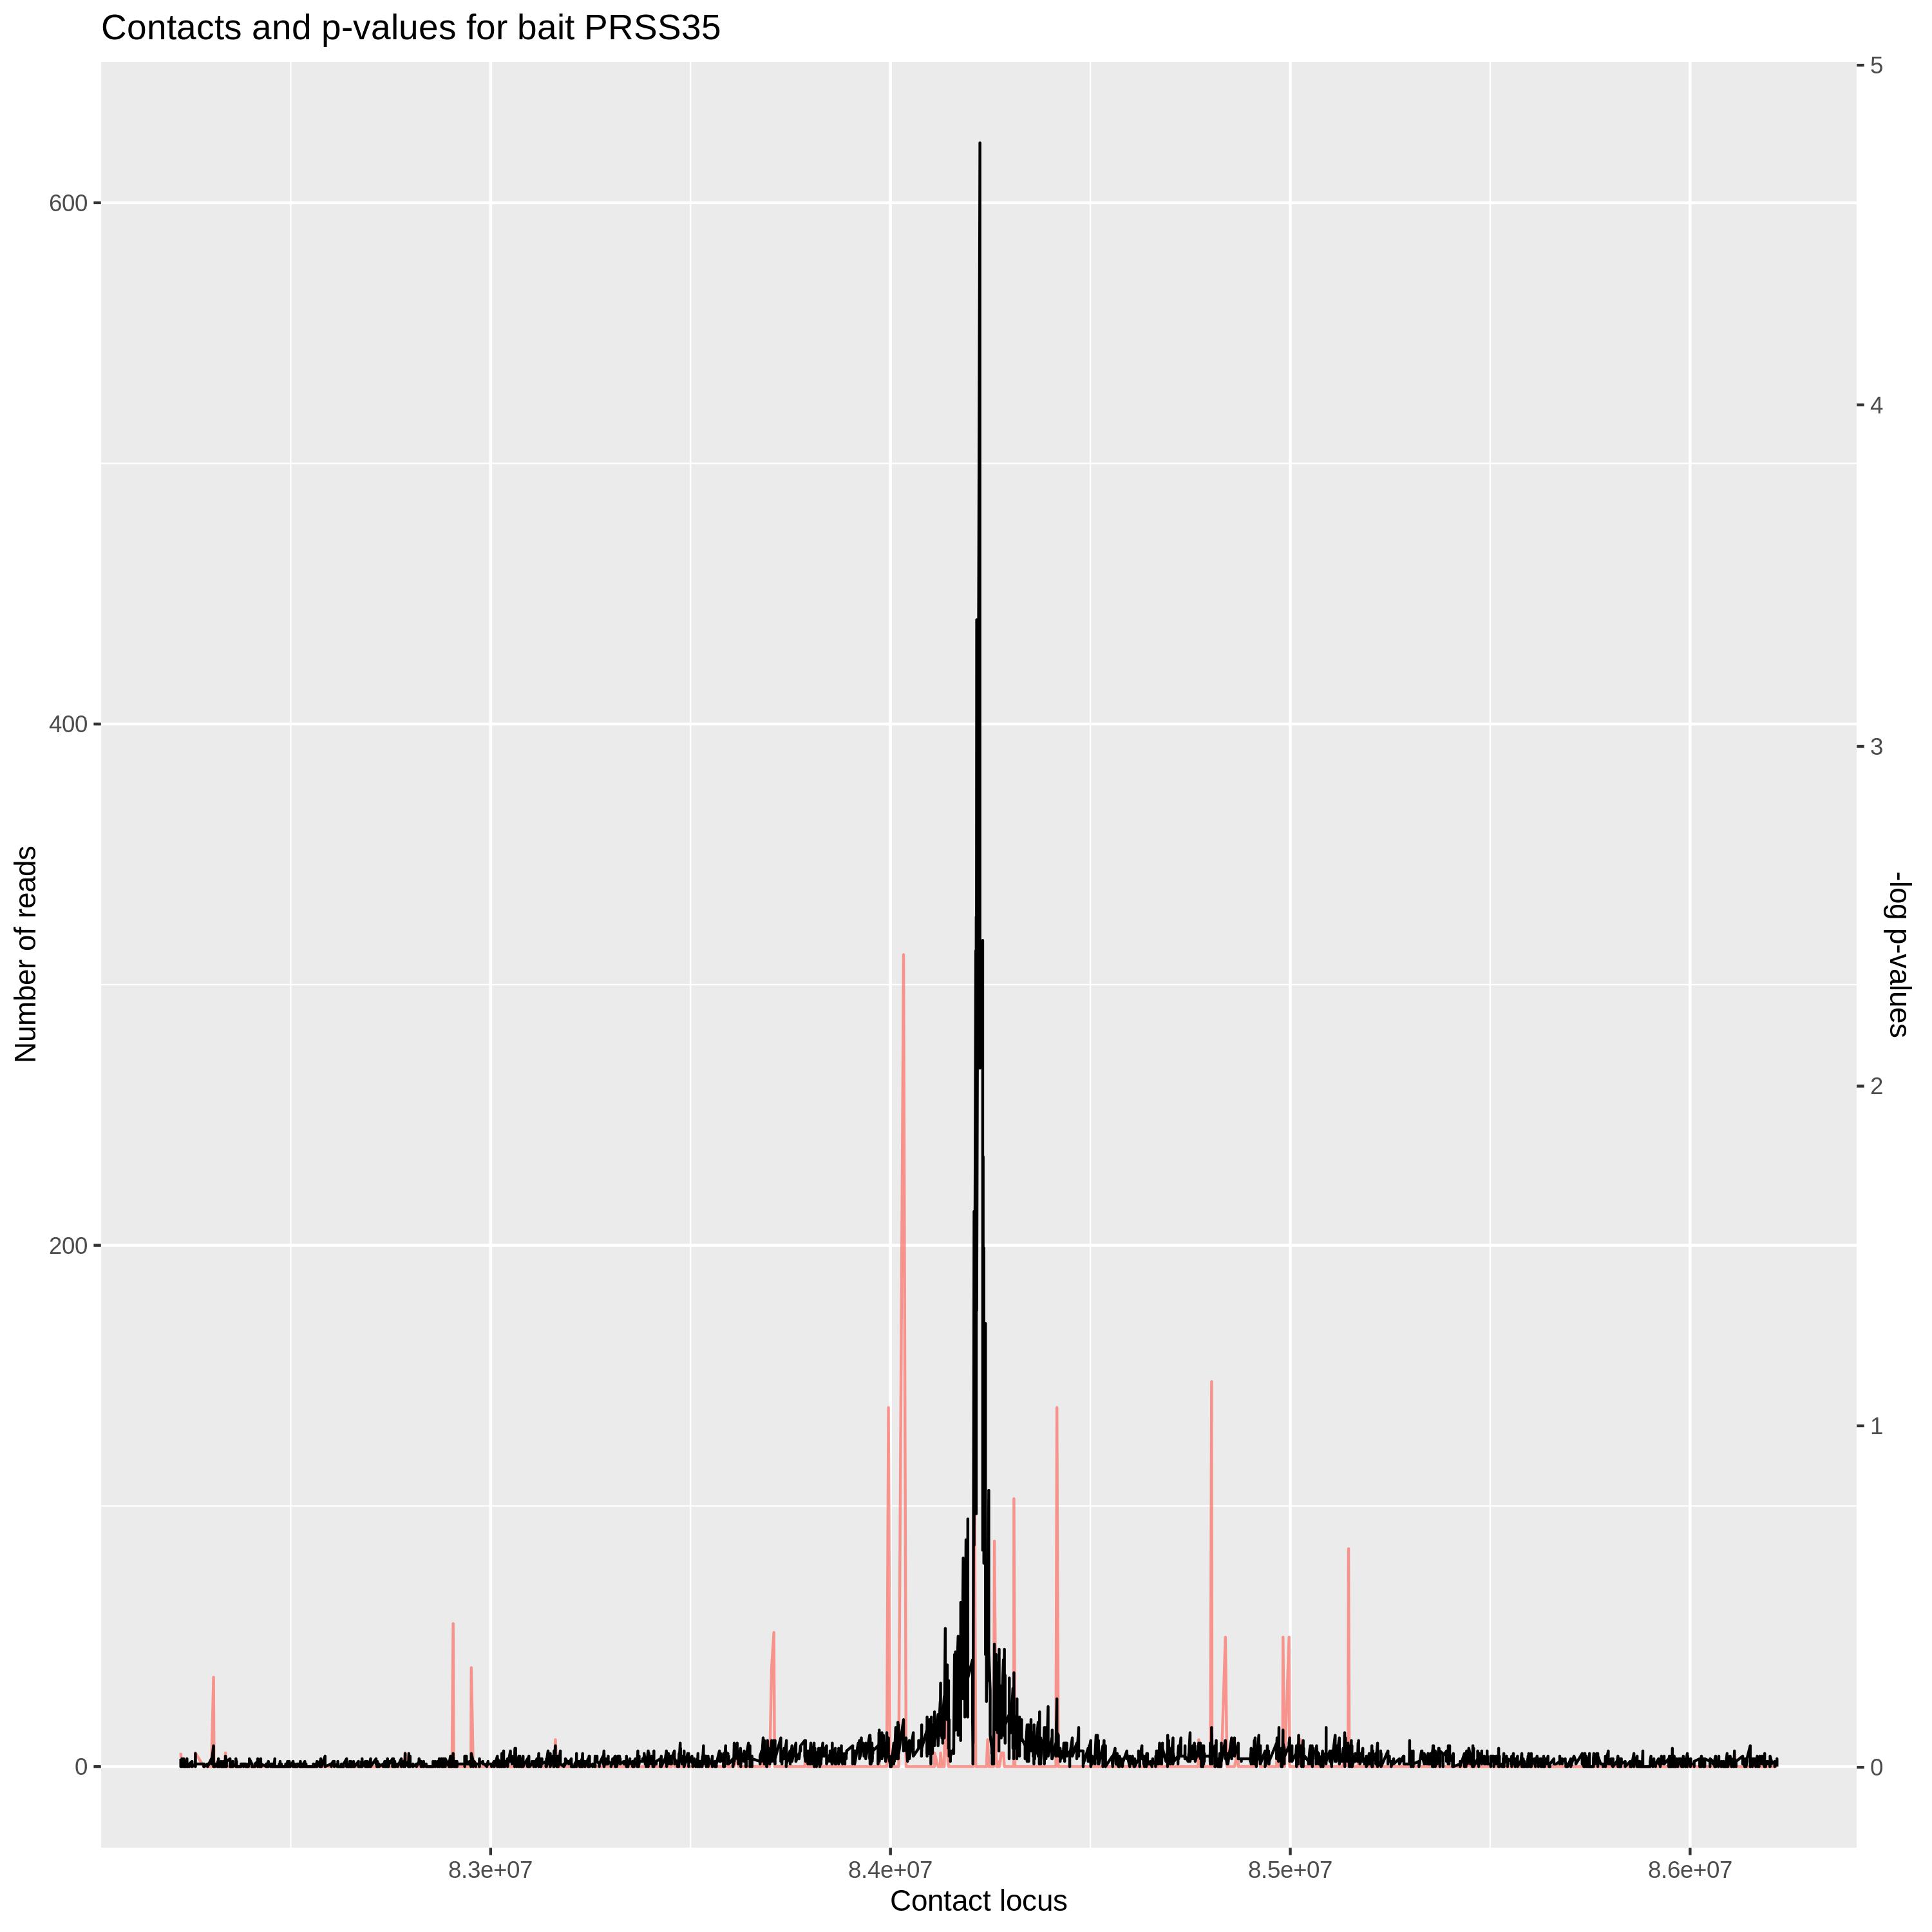 Contacts and p-values for bait PRSS35
Number of reads
600
400
200
0
5
4
3
2
1
0
-log p-values
8.3e+07 8.4e+07 8.5e+07 8.6e+07
Contact locus